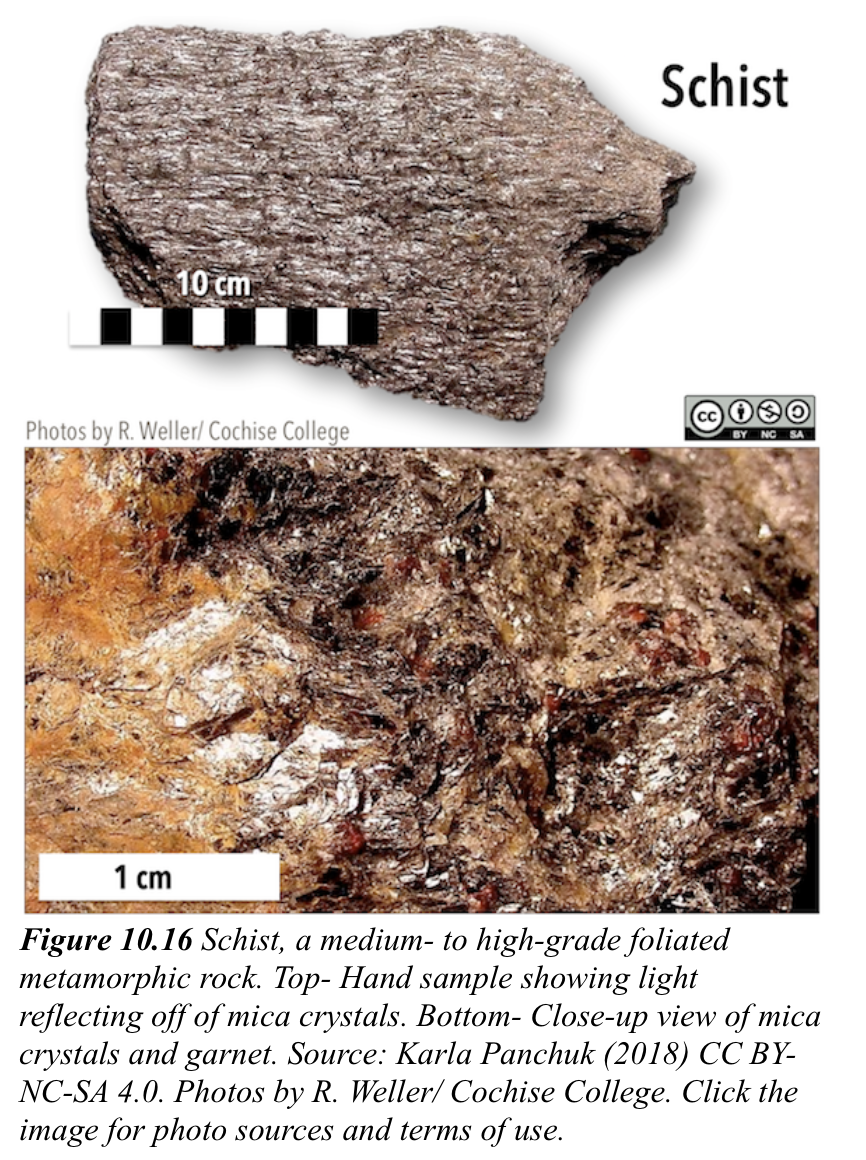 Schist
10 cm
Photos by R. Weller/ Cochise College
cc
BY NC SA
1 cm
Figure 10.16 Schist, a medium- to high-grade foliated
metamorphic rock. Top- Hand sample showing light
reflecting off of mica crystals. Bottom- Close-up view of mica
crystals and garnet. Source: Karla Panchuk (2018) CC BY-
NC-SA 4.0. Photos by R. Weller/ Cochise College. Click the
image for photo sources and terms of use.